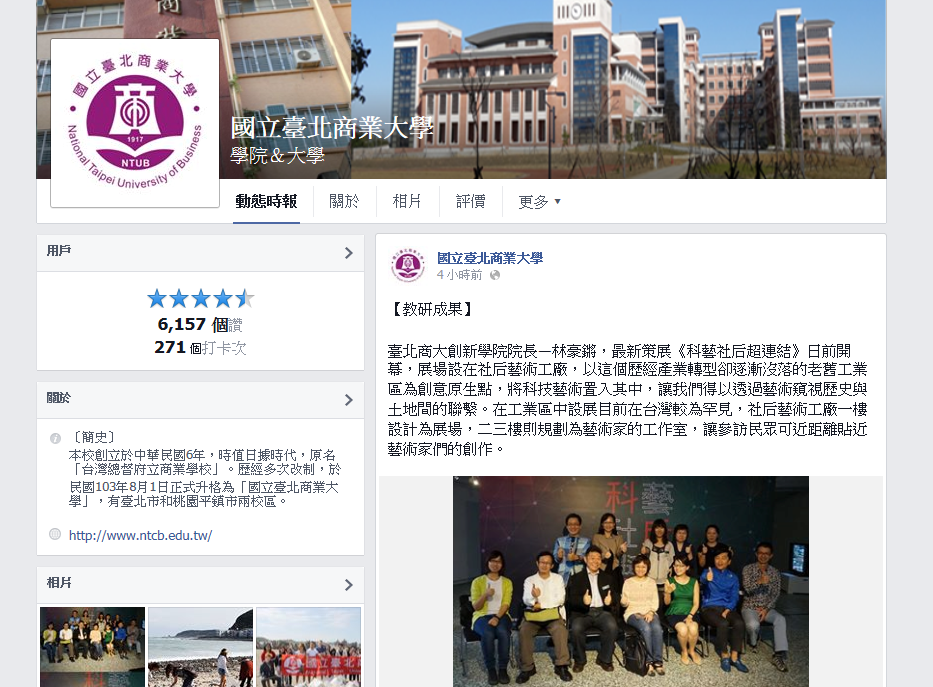 商
業
國立臺北商業大學
1917
NTUB
National Taipei University of Business
國立臺北商業大學
學院＆大學
動態時報
關於
相片
評價
更多 ▼
用戶
6,157 個讚
271 個打卡次
關於
〔簡史〕
本校創立於中華民國6年，時值日據時代，原名
「台灣總督府立商業學校」。歷經多次改制，於
民國103年8月1日正式升格為「國立臺北商業大
學」，有臺北市和桃園平鎮市兩校區。
http://www.ntcb.edu.tw/
相片
國立臺北
國立臺北商業大學
4 小時前
【教研成果】
臺北商大創新學院院長—林豪鏘，最新策展《科藝社后超連結》日前開
幕，展場設在社后藝術工廠，以這個歷經產業轉型卻逐漸沒落的老舊工業
區為創意原生點，將科技藝術置入其中，讓我們得以透過藝術窺視歷史與
土地間的聯繫。在工業區中設展目前在台灣較為罕見，社后藝術工廠一樓
設計為展場，二三樓則規劃為藝術家的工作室，讓參訪民眾可近距離貼近
藝術家們的創作。
科藝
社